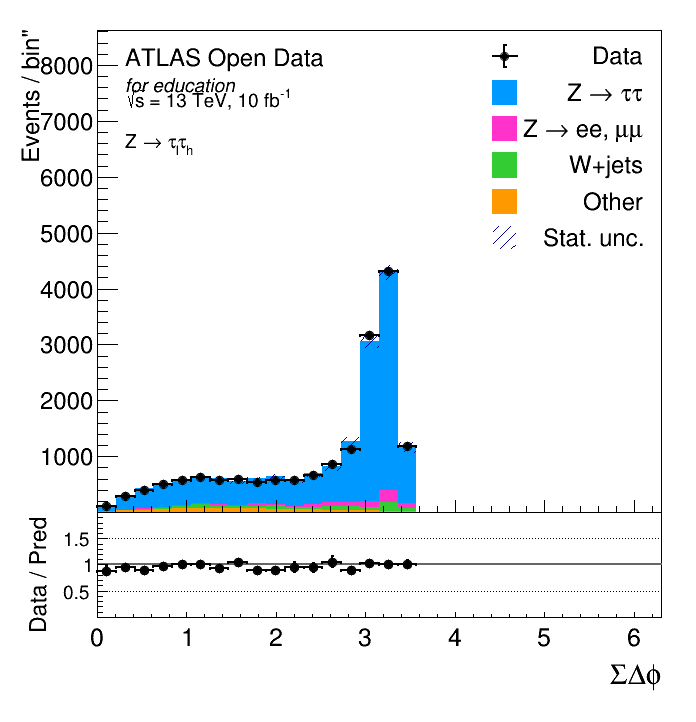 Events / bin"
8000
7000
6000
5000
4000
3000
2000
1000
ATLAS Open Data
for education
√s = 13 TeV, 10 fb⁻¹
Z → τₗτₕ
Data
Z → ττ
Z → ee, μμ
W+jets
Other
Stat. unc.
Data / Pred
1.5
1
0.5
0 1 2 3 4 5 6
ΣΔϕ